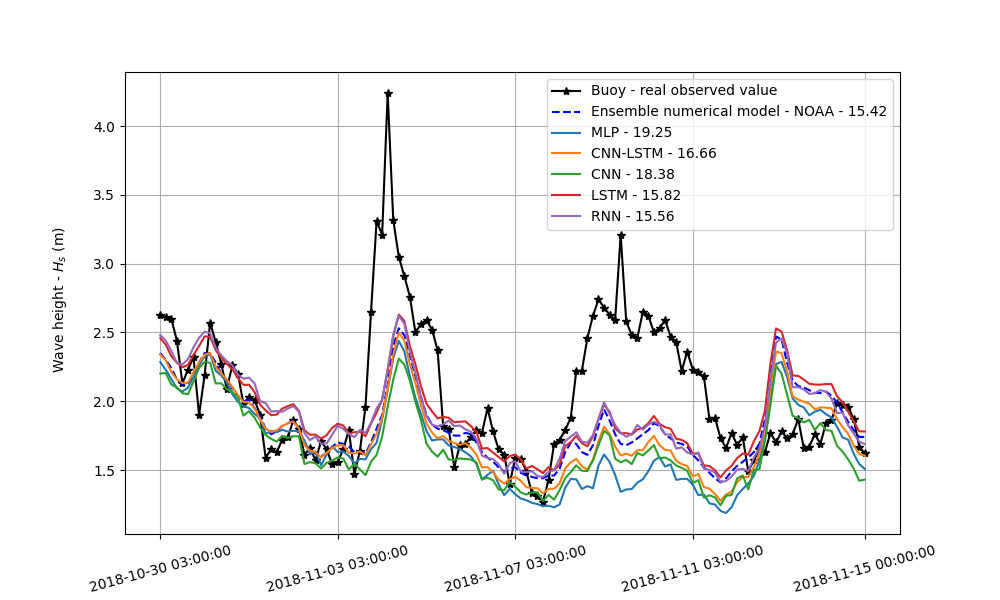 Buoy - real observed value
Ensemble numerical model - NOAA - 15.42
MLP - 19.25
CNN-LSTM - 16.66
CNN - 18.38
LSTM - 15.82
RNN - 15.56
4.0
3.5
3.0
2.5
2.0
1.5
Wave height - Hs (m)
2018-10-30 03:00:00
2018-11-03 03:00:00
2018-11-07 03:00:00
2018-11-11 03:00:00
2018-11-15 00:00:00